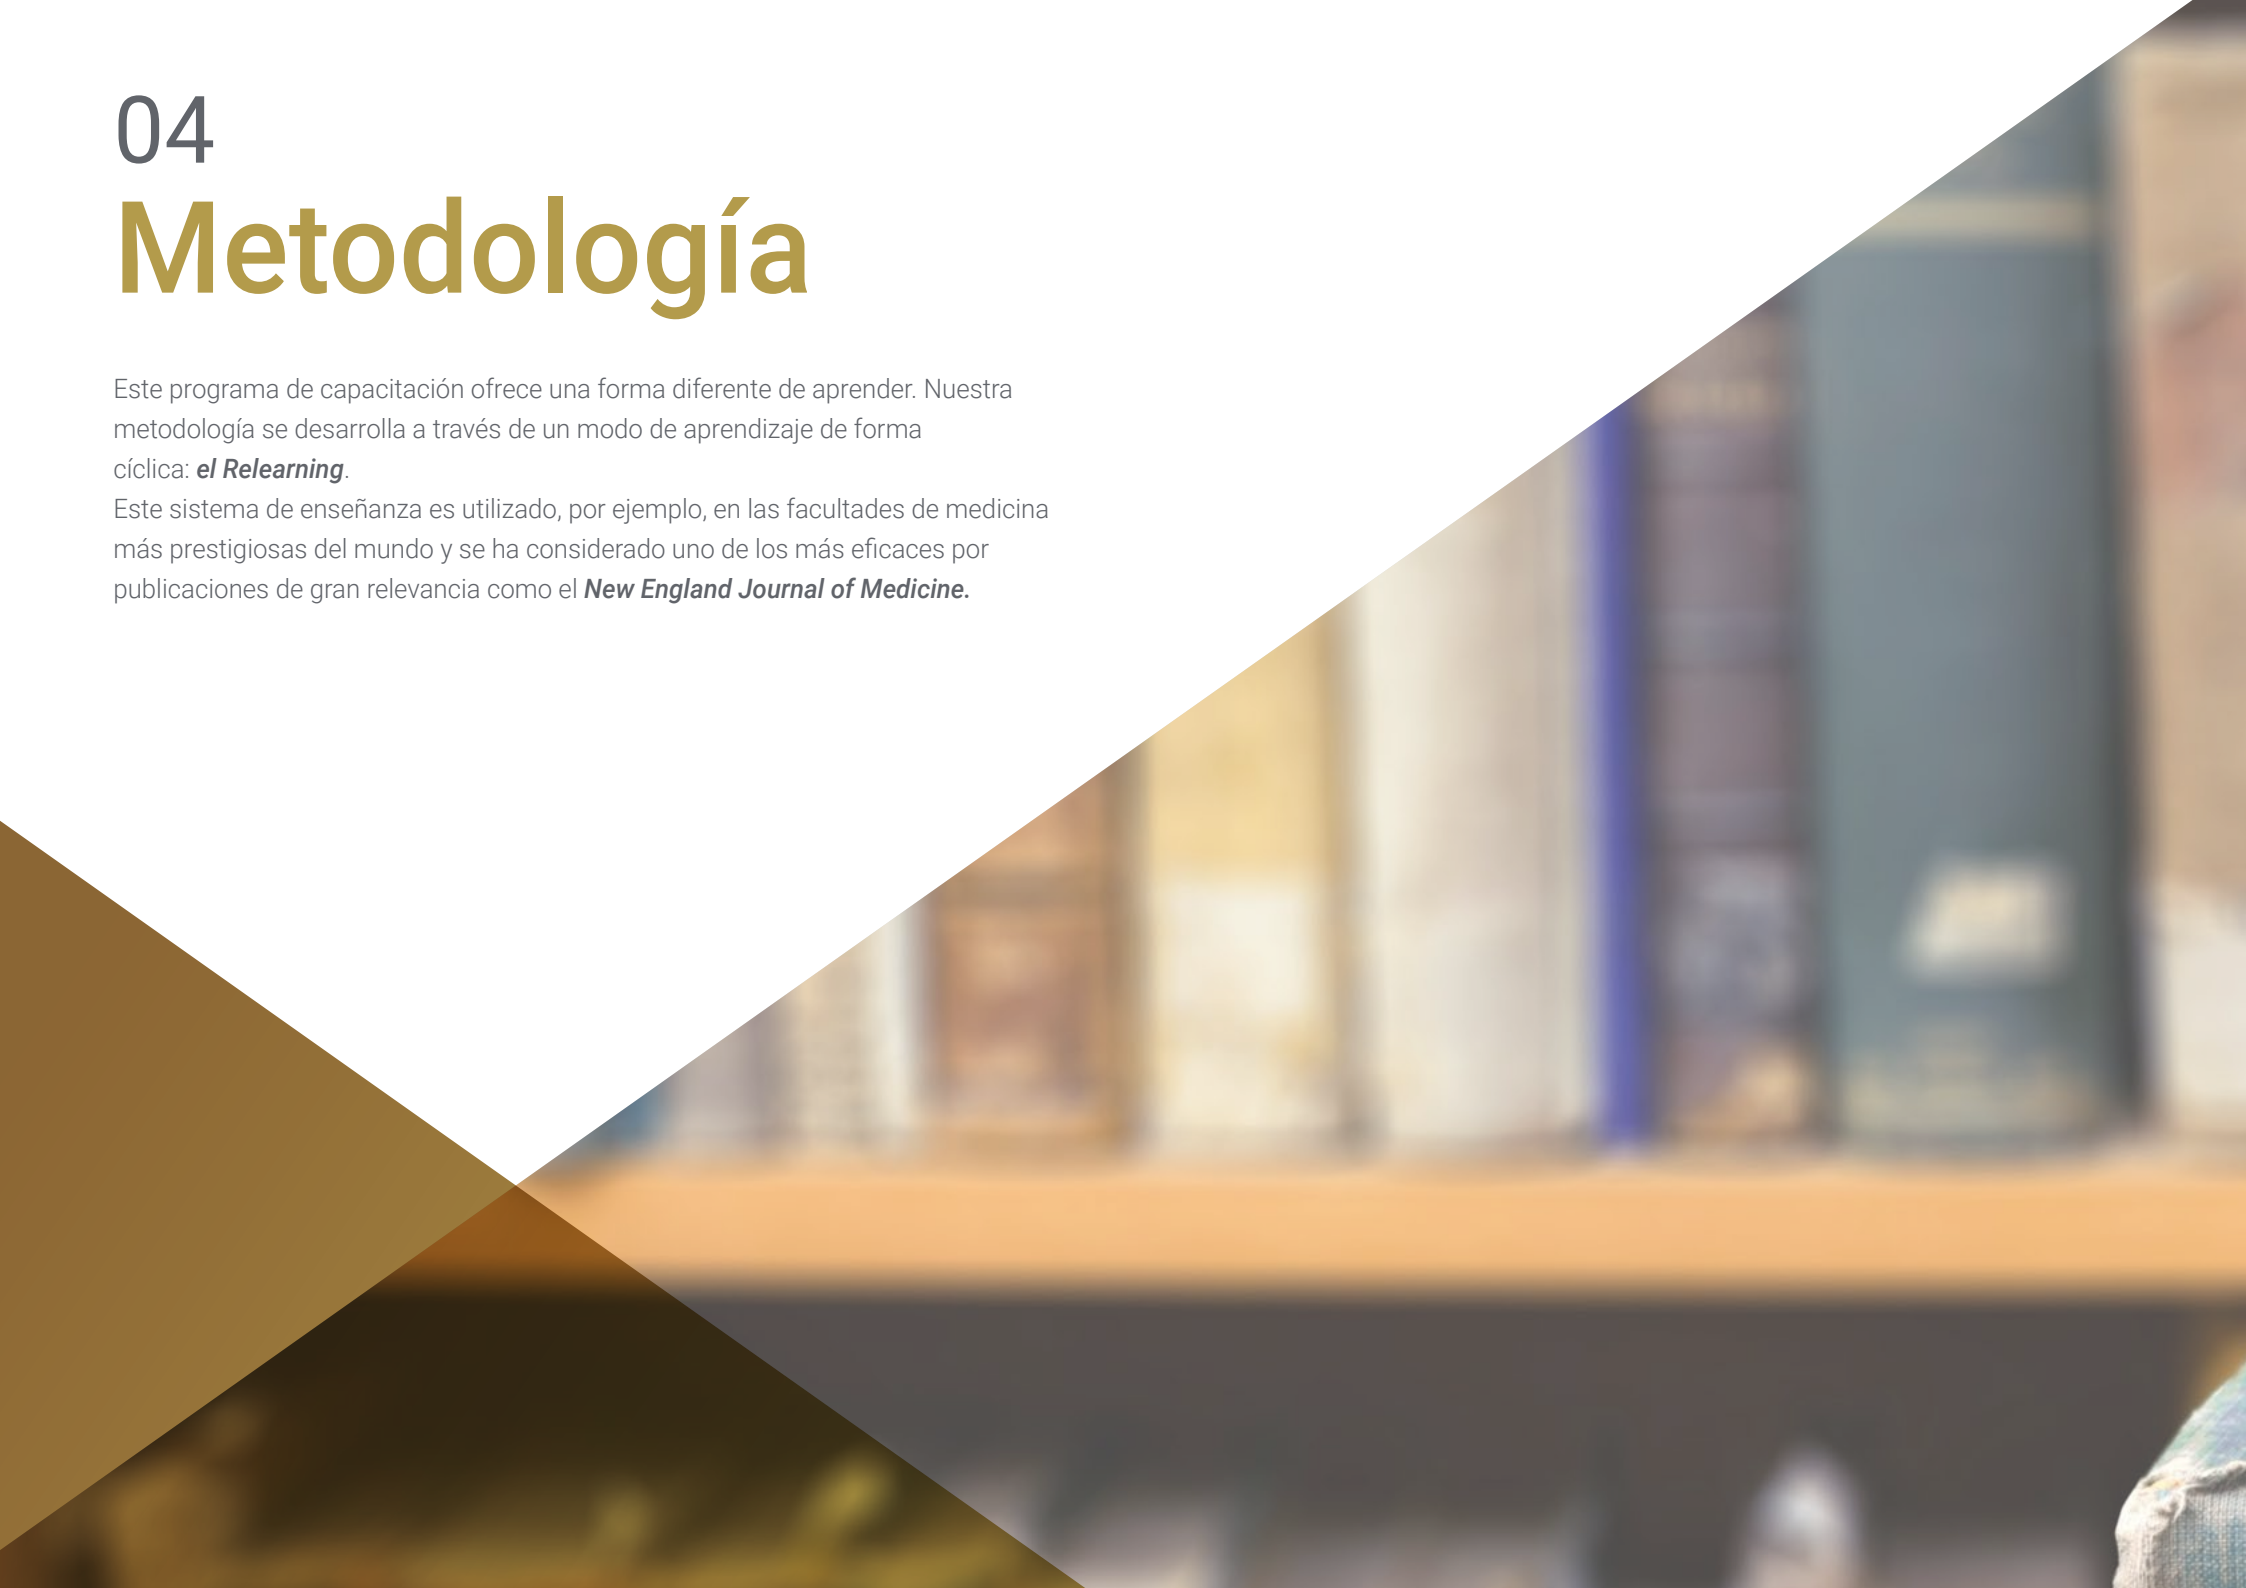 04
Metodología
Este programa de capacitación ofrece una forma diferente de aprender. Nuestra
metodología se desarrolla a través de un modo de aprendizaje de forma
cíclica: el Relearning.
Este sistema de enseñanza es utilizado, por ejemplo, en las facultades de medicina
más prestigiosas del mundo y se ha considerado uno de los más eficaces por
publicaciones de gran relevancia como el New England Journal of Medicine.